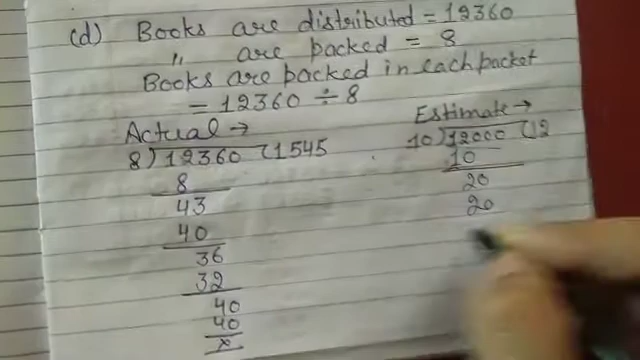 (d) Books are distributed = 12360
" are packed = 8
Books are packed in each packet
= 12360 ÷ 8
Actual →
8) 12360 (1545
8
43
40
36
32
40
40
x
Estimate →
10) 12000 (12
10
20
20